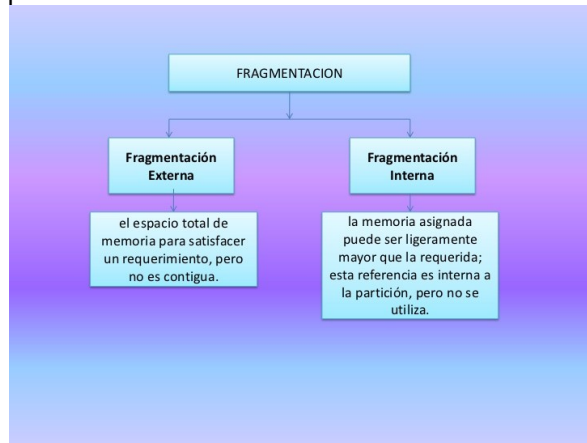 FRAGMENTACION
Fragmentación
Externa
el espacio total de
memoria para satisfacer
un requerimiento, pero
no es contigua.
Fragmentación
Interna
la memoria asignada
puede ser ligeramente
mayor que la requerida;
esta referencia es interna a
la partición, pero no se
utiliza.